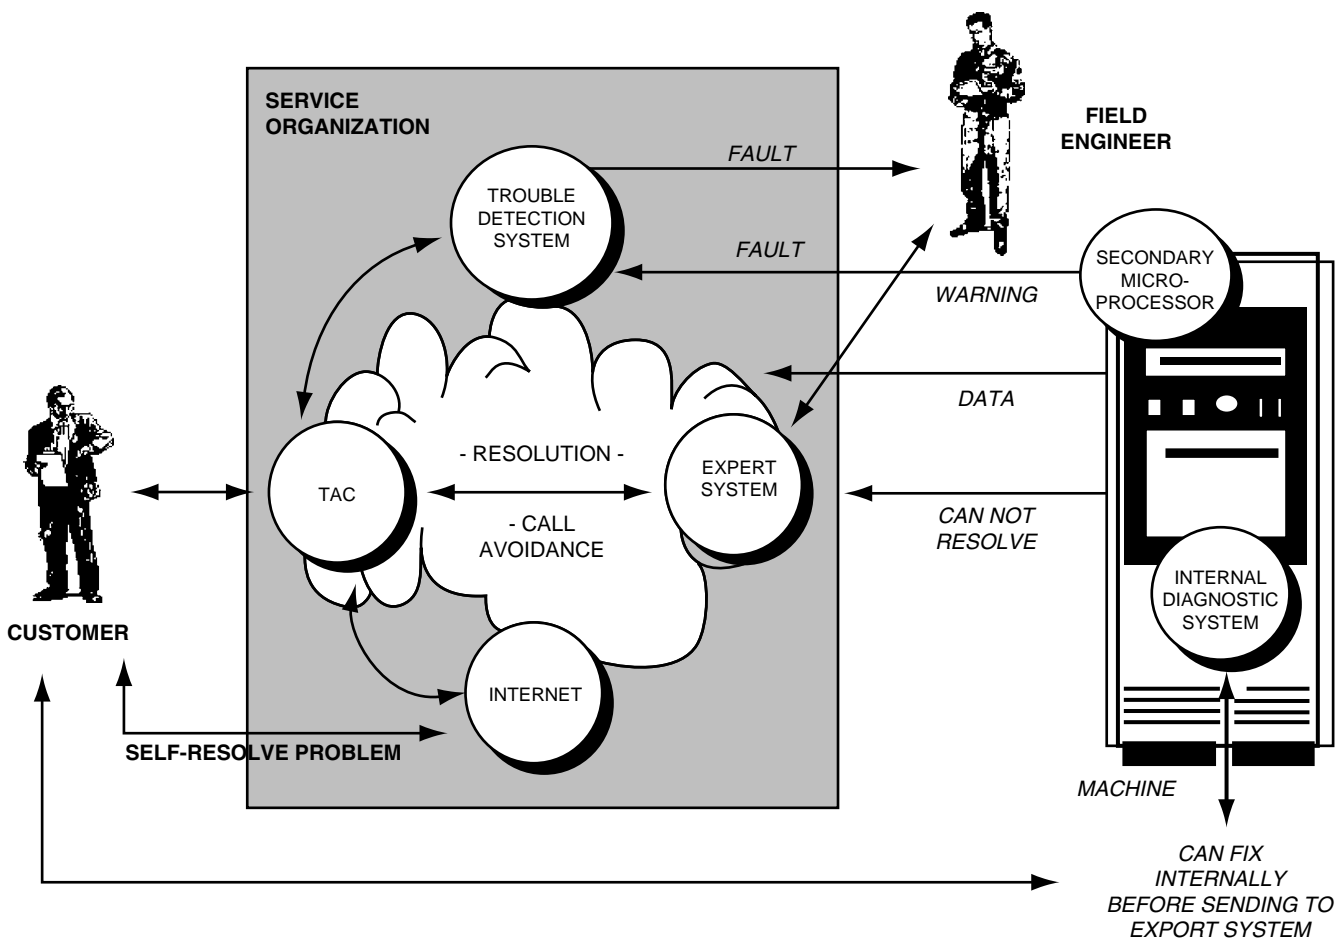 SERVICE
ORGANIZATION
FIELD
ENGINEER
FAULT
TROUBLE
DETECTION
SYSTEM
FAULT
WARNING
SECONDARY
MICRO-
PROCESSOR
DATA
- RESOLUTION -
EXPERT
SYSTEM
TAC
- CALL
AVOIDANCE
CAN NOT
RESOLVE
INTERNAL
DIAGNOSTIC
SYSTEM
CUSTOMER
INTERNET
SELF-RESOLVE PROBLEM
MACHINE
CAN FIX
INTERNALLY
BEFORE SENDING TO
EXPORT SYSTEM